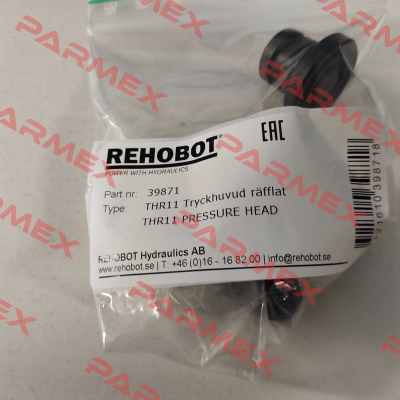 REHOBOT®
POWER WITH HYDRAULICS
EAC
Part nr: 39871
Type: THR11 Tryckhuvud räfflat
THR11 PRESSURE HEAD
REHOBOT Hydraulics AB
www.rehobot.se | T: +46 (0)16 - 16 82 00 | info@rehobot.se
PARMEX
PARMEX
PARMEX
PARMEX
PARMEX